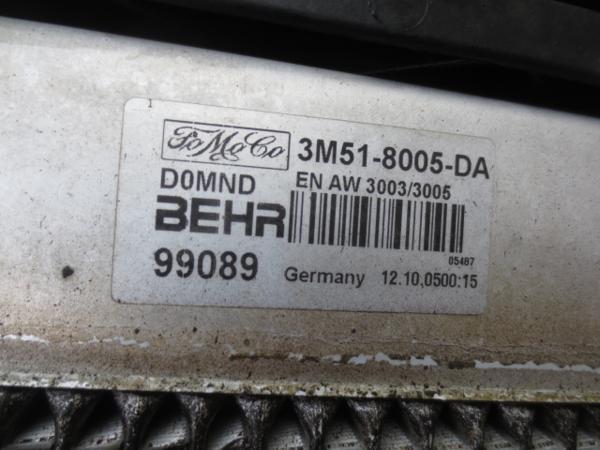 FoMoCo 3M51-8005-DA
D0MND EN AW 3003/3005
BEHR
05487
99089 Germany 12.10,0500:15